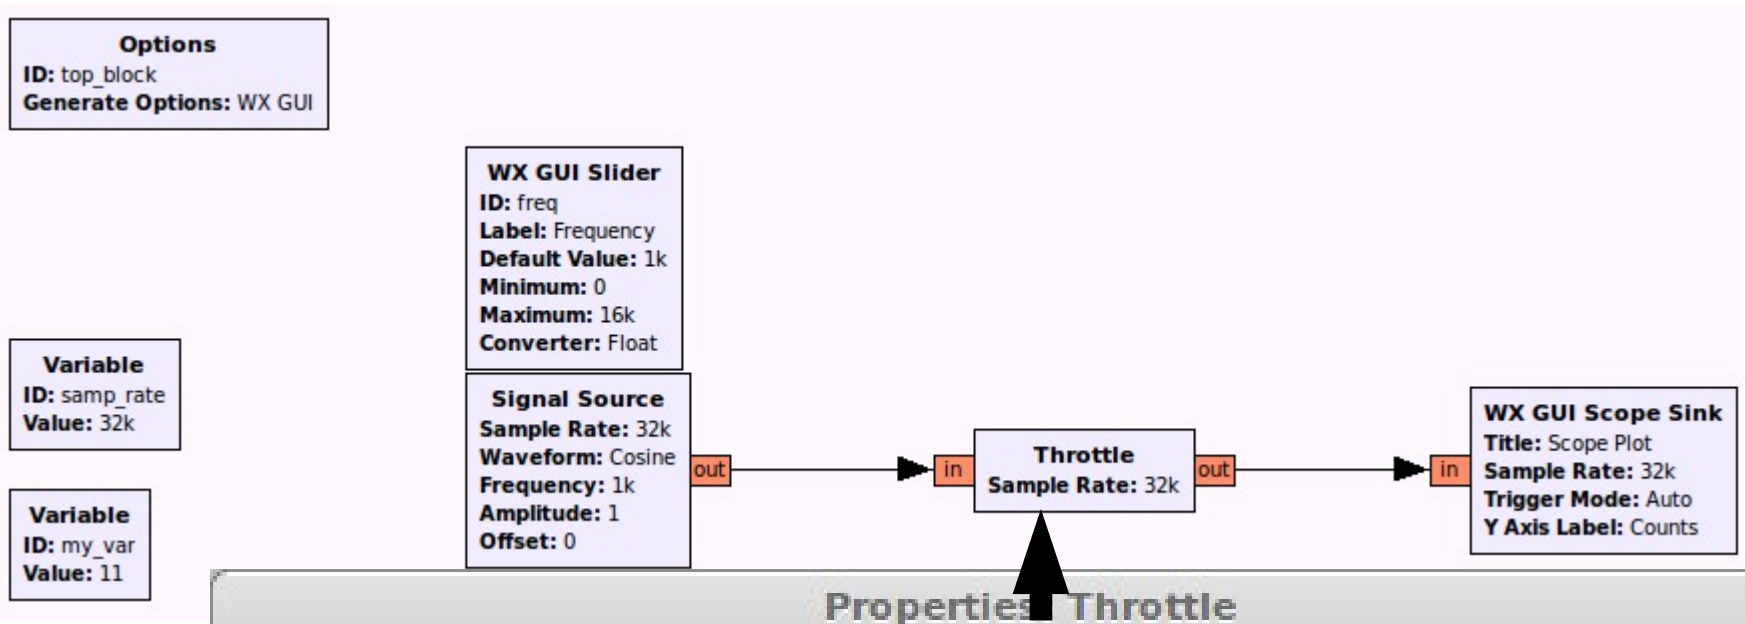 Options
ID: top_block
Generate Options: WX GUI
WX GUI Slider
ID: freq
Label: Frequency
Default Value: 1k
Minimum: 0
Maximum: 16k
Converter: Float
Variable
ID: samp_rate
Value: 32k
Signal Source
Sample Rate: 32k
Waveform: Cosine
Frequency: 1k
Amplitude: 1
Offset: 0
out
in
Throttle
Sample Rate: 32k
out
in
WX GUI Scope Sink
Title: Scope Plot
Sample Rate: 32k
Trigger Mode: Auto
Y Axis Label: Counts
Variable
ID: my_var
Value: 11
Properties: Throttle